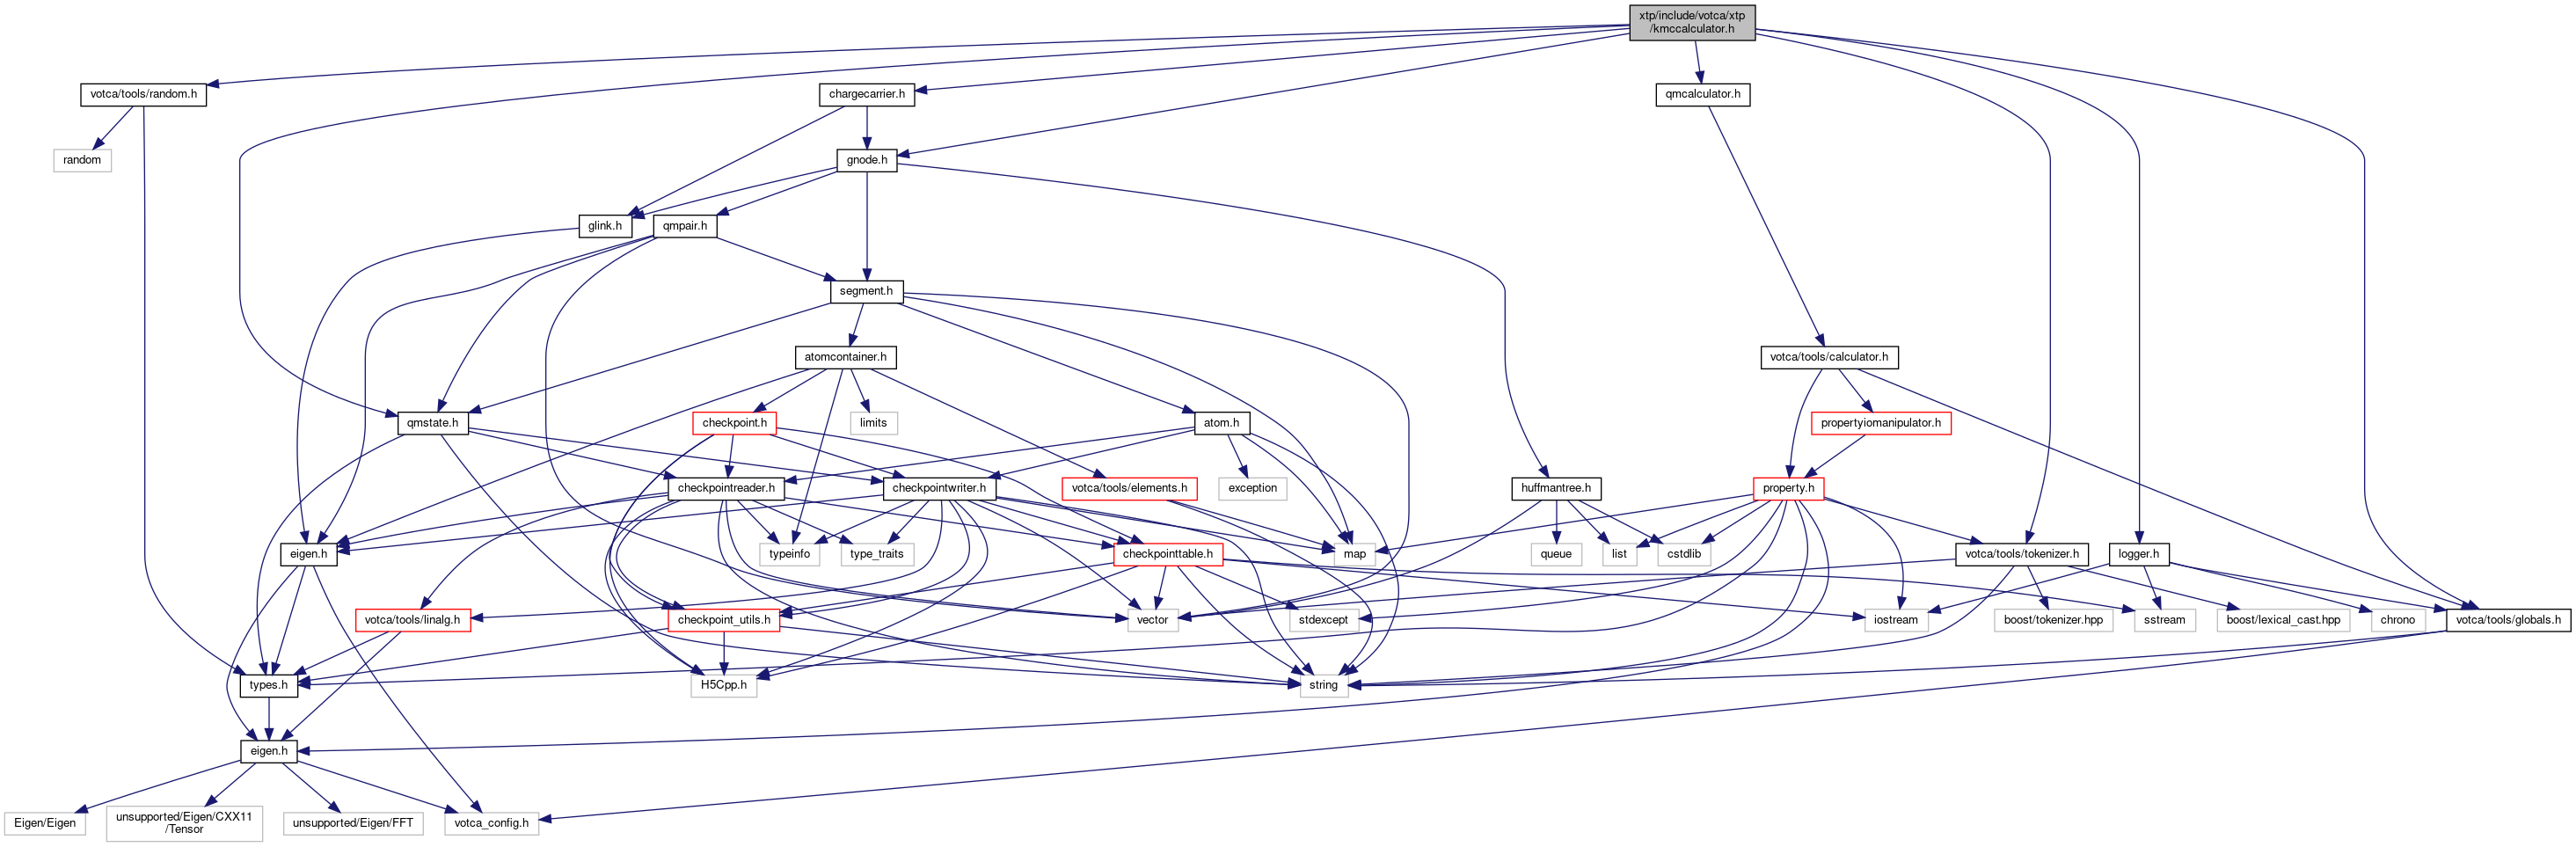 xtp/include/votca/xtp
/kmccalculator.h
votca/tools/random.h
chargecarrier.h
qmcalculator.h
random
gnode.h
glink.h
qmpair.h
segment.h
atomcontainer.h
votca/tools/calculator.h
qmstate.h
checkpoint.h
limits
atom.h
propertyiomanipulator.h
checkpointreader.h
checkpointwriter.h
votca/tools/elements.h
exception
huffmantree.h
property.h
eigen.h
typeinfo
type_traits
checkpointtable.h
map
queue
list
cstdlib
votca/tools/tokenizer.h
logger.h
votca/tools/linalg.h
checkpoint_utils.h
vector
stdexcept
iostream
boost/tokenizer.hpp
sstream
boost/lexical_cast.hpp
chrono
votca/tools/globals.h
types.h
H5Cpp.h
string
eigen.h
Eigen/Eigen
unsupported/Eigen/CXX11
/Tensor
unsupported/Eigen/FFT
votca_config.h